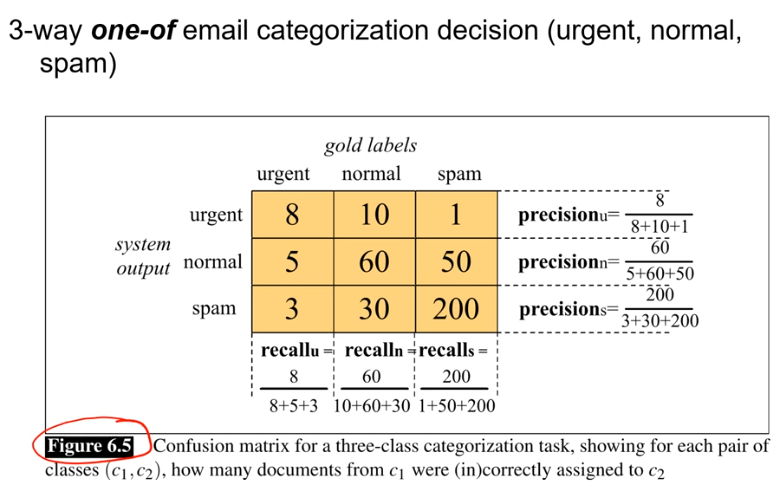 3-way one-of email categorization decision (urgent, normal,
spam)
gold labels
urgent normal spam
urgent 8 10 1 precisionu= 8
8+10+1
system
output
normal 5 60 50 precisionn= 60
5+60+50
spam 3 30 200 precisions= 200
3+30+200
recallu = recalln = recalls =
8 60 200
8+5+3 10+60+30 1+50+200
Figure 6.5 Confusion matrix for a three-class categorization task, showing for each pair of
classes (c1,c2), how many documents from c1 were (in)correctly assigned to c2